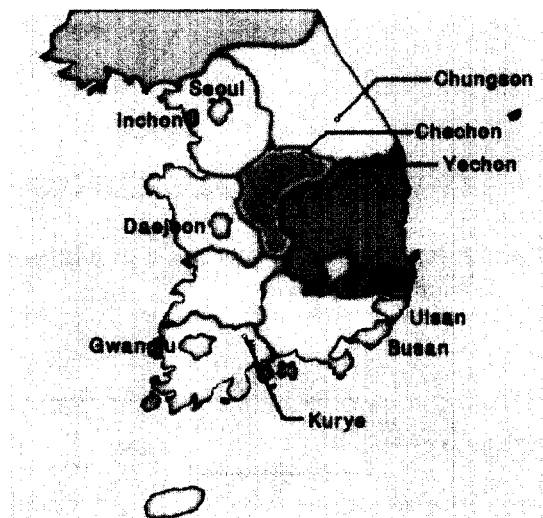 Chungson
Seoul
Inchon
Chechon
Yechon
Daejeon
Ulsan
Gwangju
Busan
Kurye